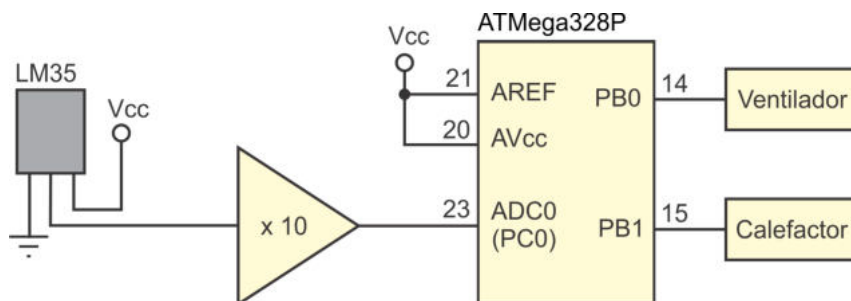 ATMega328P
Vcc
LM35
Vcc
21
AREF
PB0
14
Ventilador
20
AVcc
x 10
23
ADC0
(PC0)
PB1
15
Calefactor